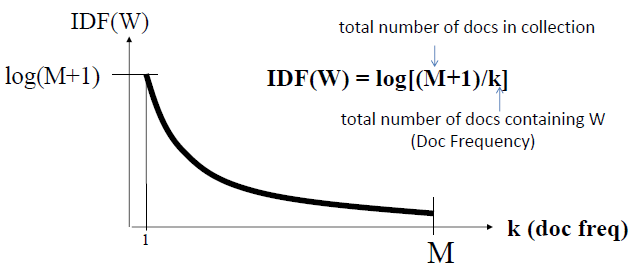 IDF(W)
total number of docs in collection
log(M+1)
IDF(W) = log[(M+1)/k]
total number of docs containing W
(Doc Frequency)
k (doc freq)
1
M